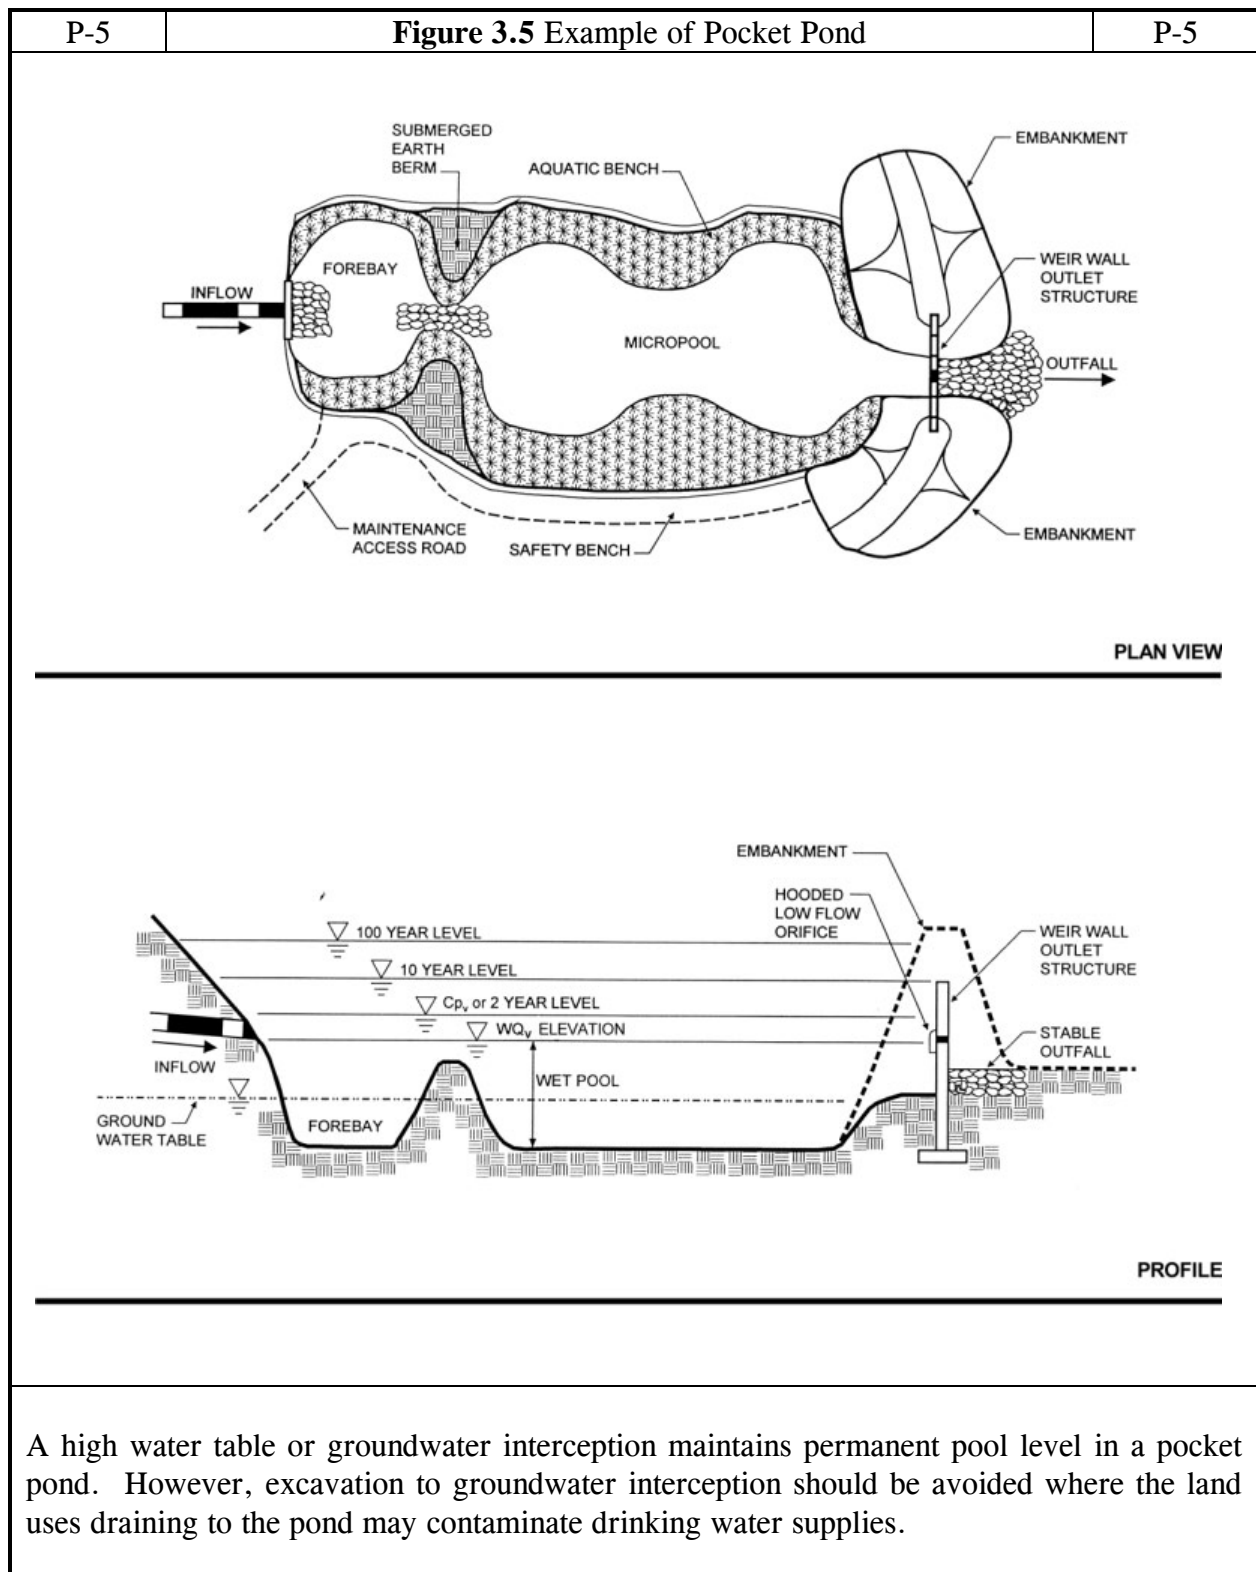 P-5
Figure 3.5 Example of Pocket Pond
P-5
SUBMERGED
EARTH
BERM
AQUATIC BENCH
EMBANKMENT
FOREBAY
INFLOW
WEIR WALL
OUTLET
STRUCTURE
MICROPOOL
OUTFALL
MAINTENANCE
ACCESS ROAD
SAFETY BENCH
EMBANKMENT
PLAN VIEW
EMBANKMENT
HOODED
LOW FLOW
ORIFICE
100 YEAR LEVEL
WEIR WALL
OUTLET
STRUCTURE
10 YEAR LEVEL
Cpv or 2 YEAR LEVEL
WQv ELEVATION
STABLE
OUTFALL
INFLOW
WET POOL
GROUND
WATER TABLE
FOREBAY
PROFILE
A high water table or groundwater interception maintains permanent pool level in a pocket
pond. However, excavation to groundwater interception should be avoided where the land
uses draining to the pond may contaminate drinking water supplies.